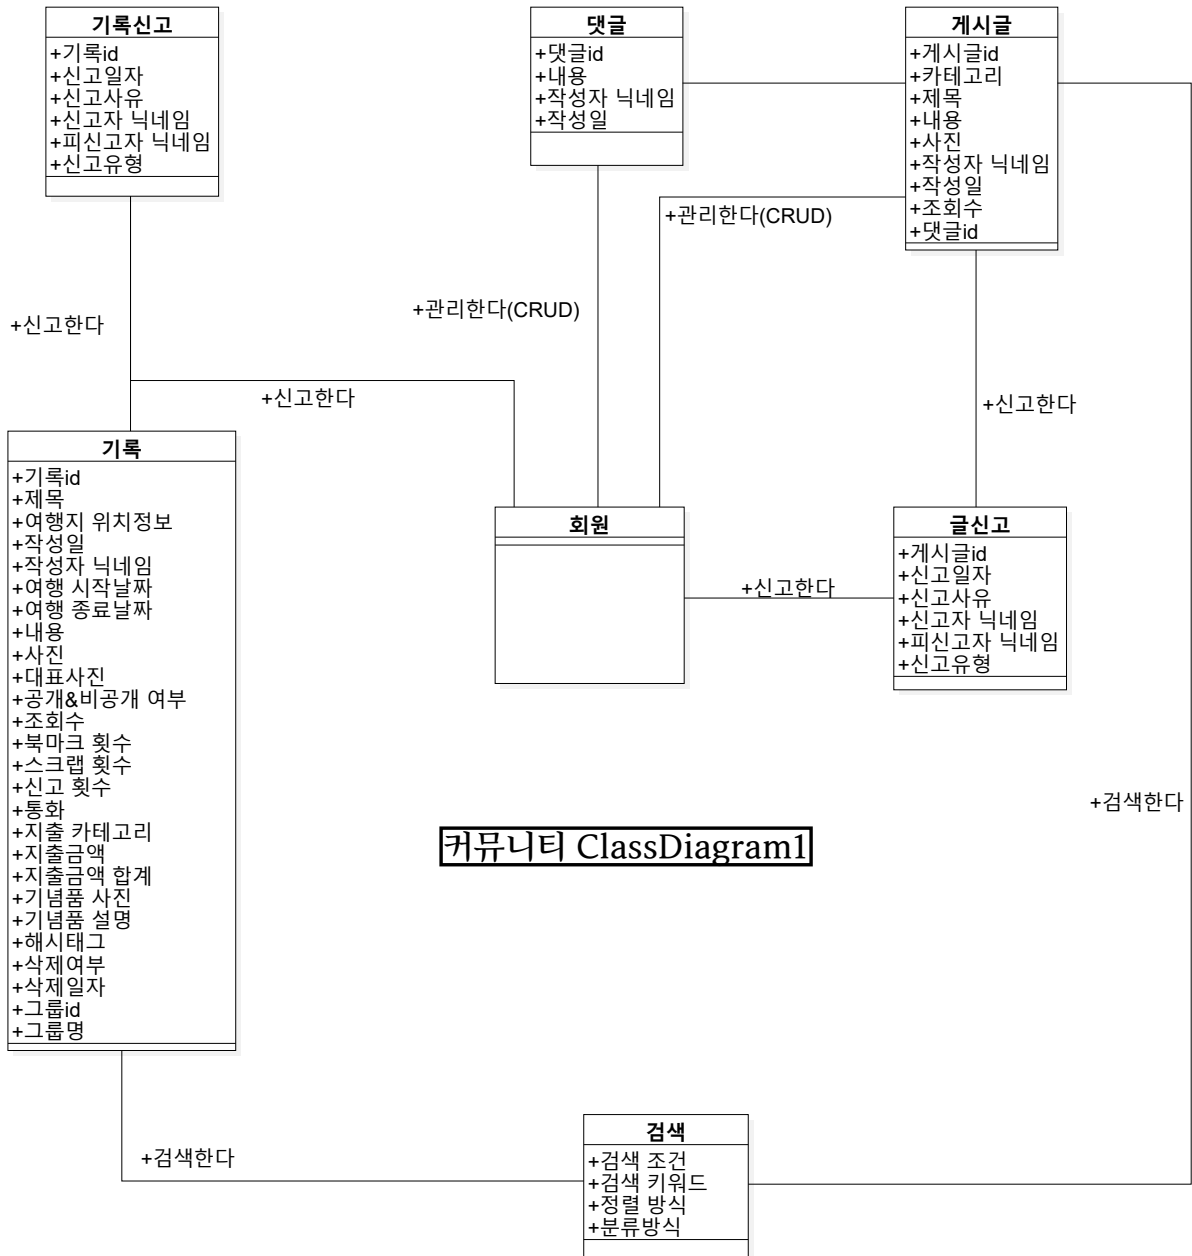 기록신고
+기록id
+신고일자
+신고사유
+신고자 닉네임
+피신고자 닉네임
+신고유형
댓글
+댓글id
+내용
+작성자 닉네임
+작성일
게시글
+게시글id
+카테고리
+제목
+내용
+사진
+작성자 닉네임
+작성일
+조회수
+댓글id
+관리한다(CRUD)
+관리한다(CRUD)
+신고한다
+신고한다
+신고한다
기록
+기록id
+제목
+여행지 위치정보
+작성일
+작성자 닉네임
+여행 시작날짜
+여행 종료날짜
+내용
+사진
+대표사진
+공개&비공개 여부
+조회수
+북마크 횟수
+스크랩 횟수
+신고 횟수
+통화
+지출 카테고리
+지출금액
+지출금액 합계
+기념품 사진
+기념품 설명
+해시태그
+삭제여부
+삭제일자
+그룹id
+그룹명
회원
+신고한다
글신고
+게시글id
+신고일자
+신고사유
+신고자 닉네임
+피신고자 닉네임
+신고유형
+검색한다
커뮤니티 ClassDiagram1
+검색한다
검색
+검색 조건
+검색 키워드
+정렬 방식
+분류방식